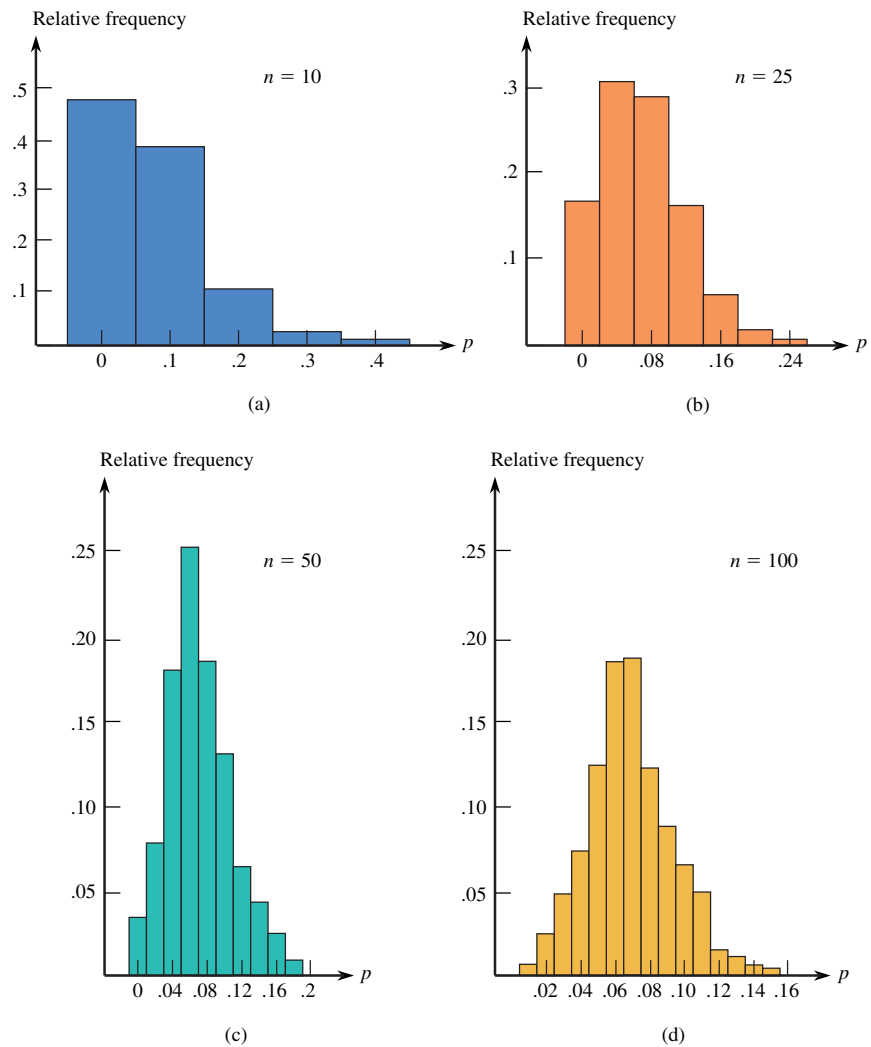 Relative frequency
n = 10
.5
.4
.3
.2
.1
0 .1 .2 .3 .4 p
(a)
Relative frequency
n = 25
.3
.2
.1
0 .08 .16 .24 p
(b)
Relative frequency
n = 50
.25
.20
.15
.10
.05
0 .04 .08 .12 .16 .2 p
(c)
Relative frequency
n = 100
.25
.20
.15
.10
.05
.02 .04 .06 .08 .10 .12 .14 .16 p
(d)